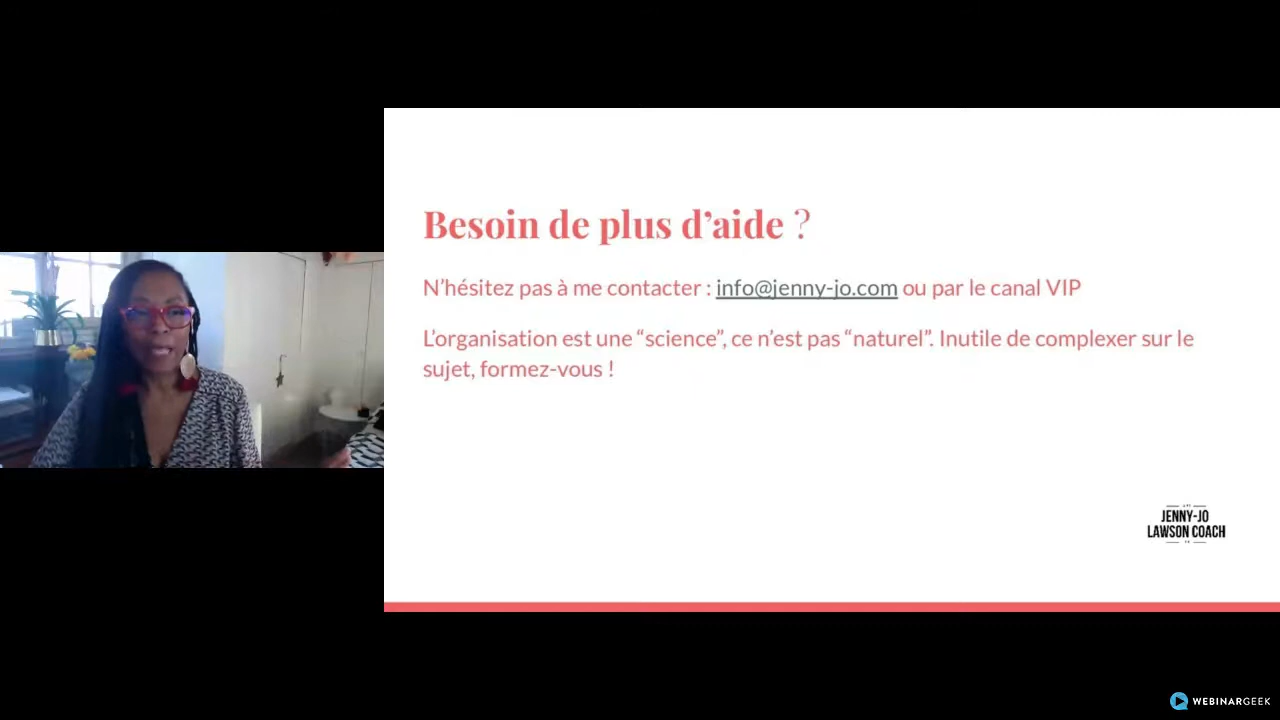 Besoin de plus d’aide ?
N’hésitez pas à me contacter : info@jenny-jo.com ou par le canal VIP
L’organisation est une “science”, ce n’est pas “naturel”. Inutile de complexer sur le
sujet, formez-vous !
JENNY-JO
LAWSON COACH
WEBINARGEEK